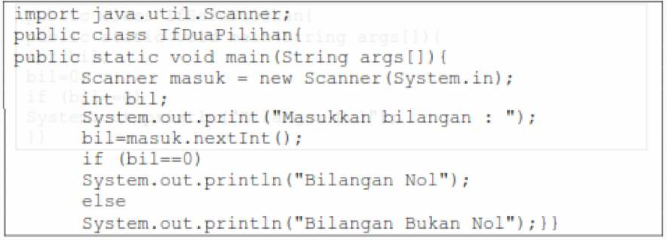 import java.util.Scanner;
public class IfDuaPilihan{
public static void main(String args[]){
Scanner masuk = new Scanner(System.in);
int bil;
System.out.print("Masukkan bilangan : ");
bil=masuk.nextInt();
if (bil==0)
System.out.println("Bilangan Nol");
else
System.out.println("Bilangan Bukan Nol");}}